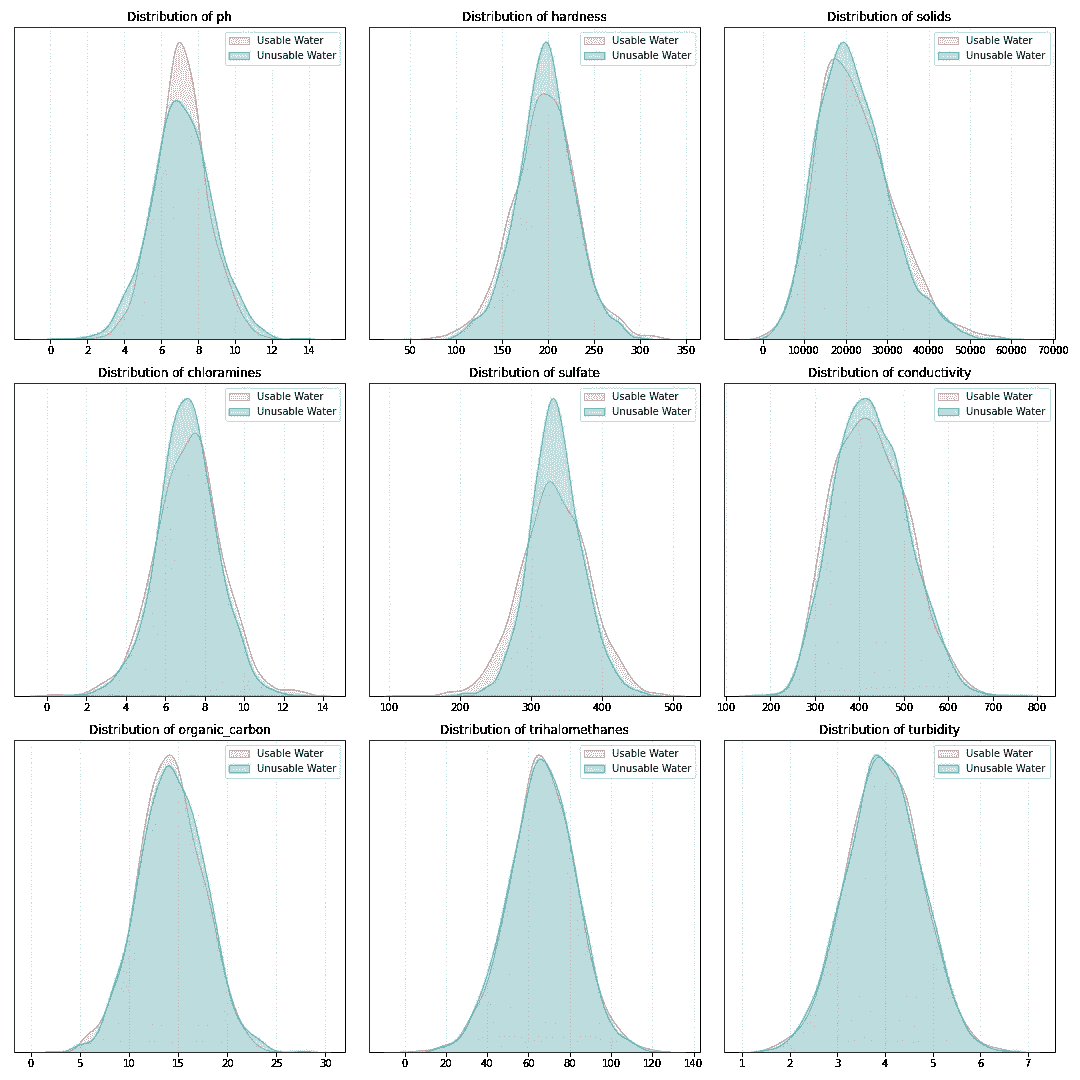 Distribution of ph
Usable Water
Unusable Water
0 2 4 6 8 10 12 14
Distribution of hardness
Usable Water
Unusable Water
50 100 150 200 250 300 350
Distribution of solids
Usable Water
Unusable Water
0 10000 20000 30000 40000 50000 60000 70000
Distribution of chloramines
Usable Water
Unusable Water
0 2 4 6 8 10 12 14
Distribution of sulfate
Usable Water
Unusable Water
100 200 300 400 500
Distribution of conductivity
Usable Water
Unusable Water
100 200 300 400 500 600 700 800
Distribution of organic_carbon
Usable Water
Unusable Water
0 5 10 15 20 25 30
Distribution of trihalomethanes
Usable Water
Unusable Water
0 20 40 60 80 100 120 140
Distribution of turbidity
Usable Water
Unusable Water
1 2 3 4 5 6 7